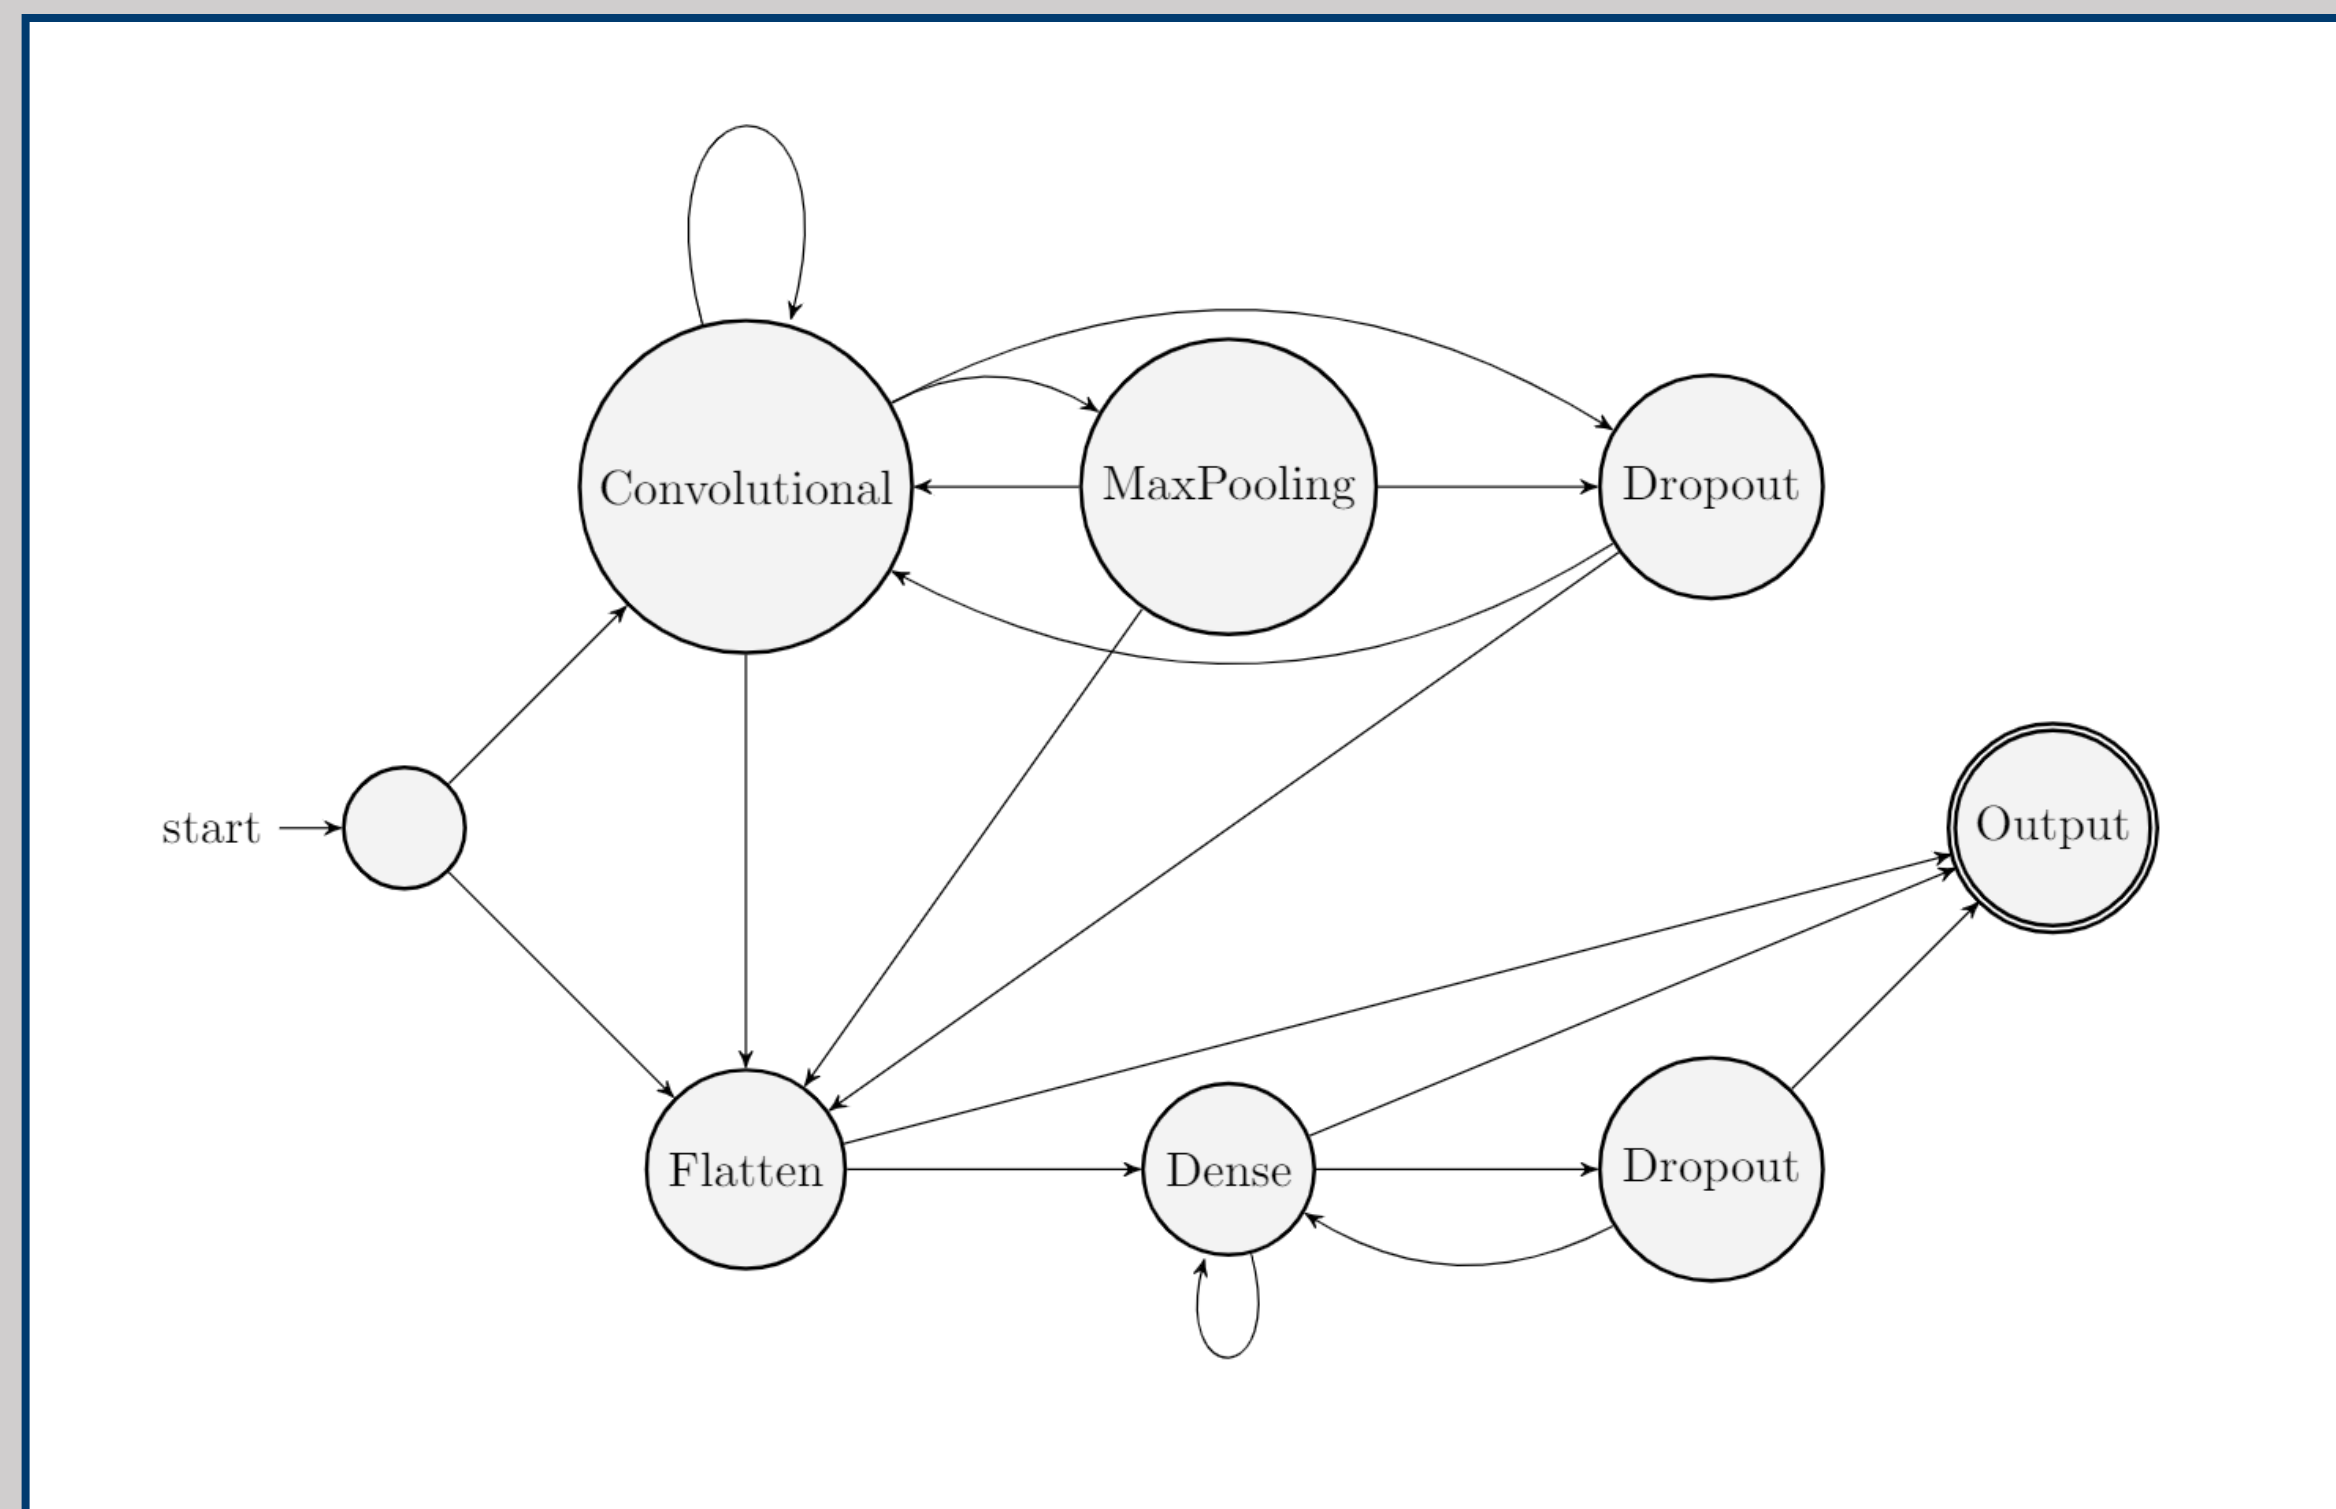 Convolutional
MaxPooling
Dropout
start
Output
Flatten
Dense
Dropout